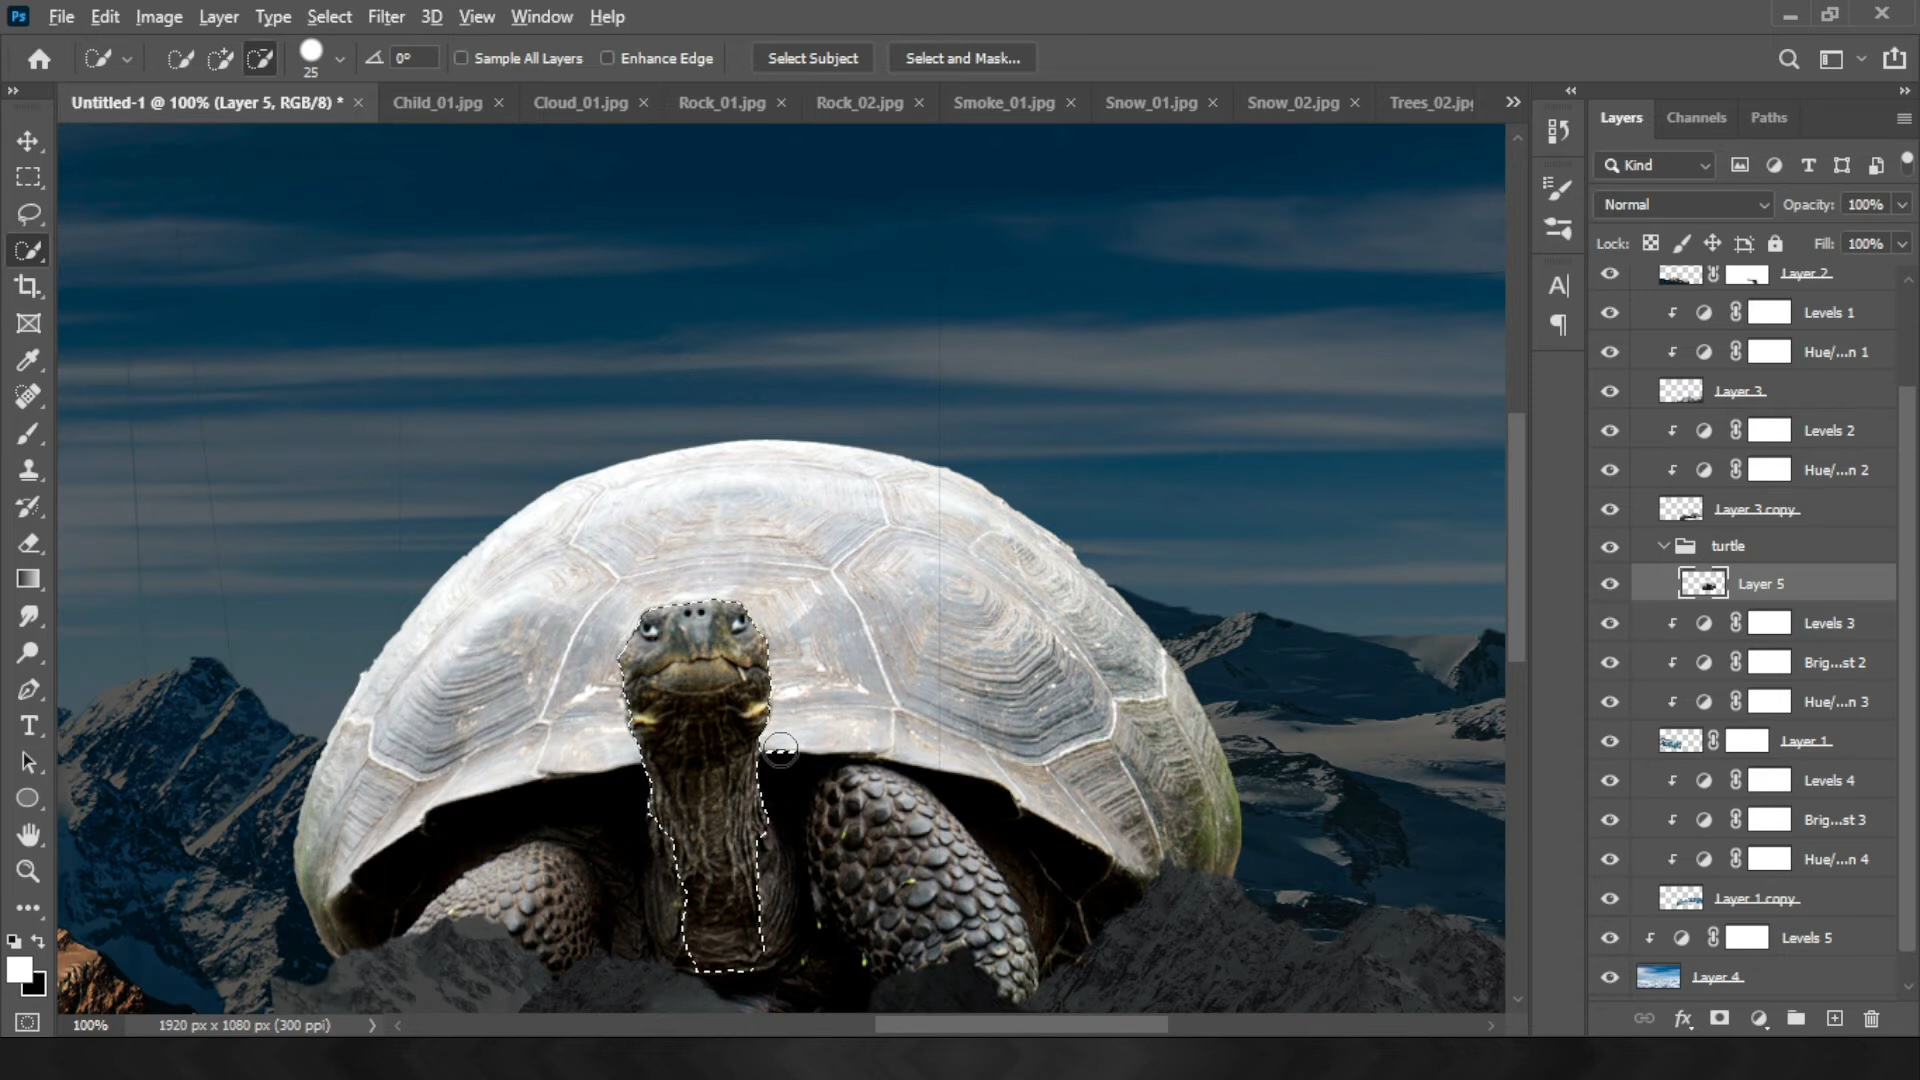 Ps File Edit Image Layer Type Select Filter 3D View Window Help
25 0° Sample All Layers Enhance Edge Select Subject Select and Mask...
Untitled-1 @ 100% (Layer 5, RGB/8) * Child_01.jpg Cloud_01.jpg Rock_01.jpg Rock_02.jpg Smoke_01.jpg Snow_01.jpg Snow_02.jpg Trees_02.jpg
Layers Channels Paths
Kind
Normal Opacity: 100%
Lock: Fill: 100%
Layer 2
Levels 1
Hue/...n 1
Layer 3
Levels 2
Hue/...n 2
Layer 3 copy
turtle
Layer 5
Levels 3
Brig...st 2
Hue/...n 3
Layer 1
Levels 4
Brig...st 3
Hue/...n 4
Layer 1 copy
Levels 5
Layer 4
100% 1920 px x 1080 px (300 ppi)